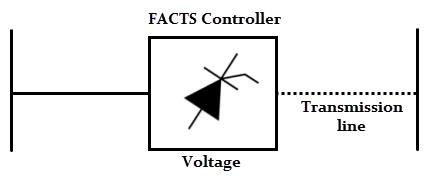 FACTS Controller
Transmission
line
Voltage